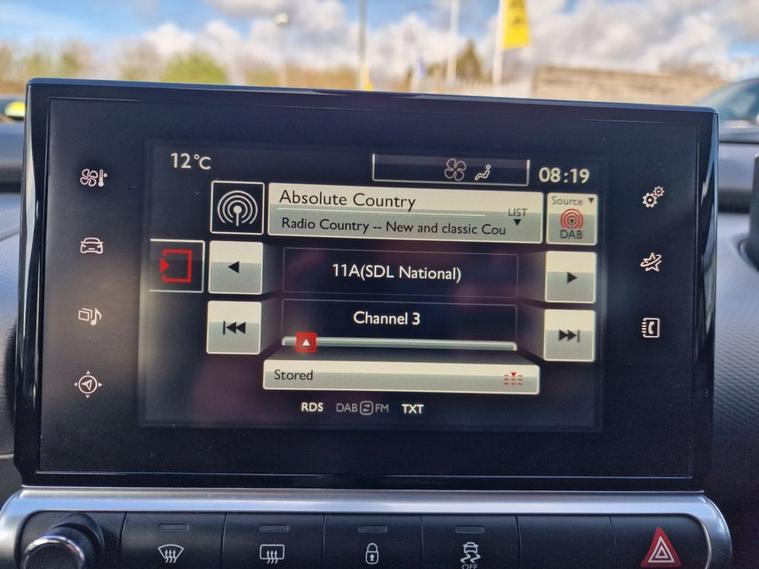 12°C
08:19
Absolute Country
Radio Country -- New and classic Cou
LIST
Source
DAB
11A(SDL National)
Channel 3
Stored
RDS DAB FM TXT
OFF